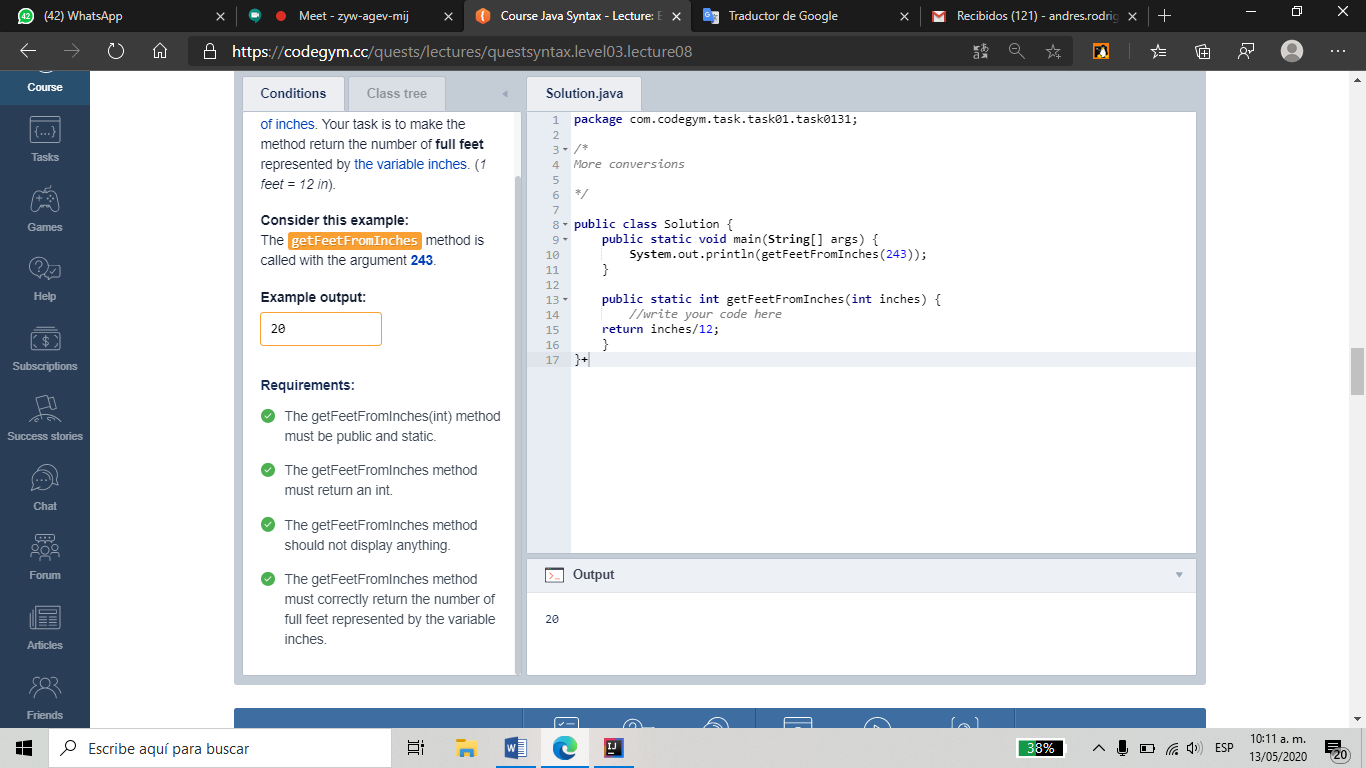 (42) WhatsApp
Meet - zyw-agev-mij
Course Java Syntax - Lecture: E
Traductor de Google
Recibidos (121) - andres.rodrig
https://codegym.cc/quests/lectures/questsyntax.level03.lecture08
Course
Tasks
Games
Help
Subscriptions
Success stories
Chat
Forum
Articles
Friends
Conditions
Class tree
of inches. Your task is to make the
method return the number of full feet
represented by the variable inches. (1
feet = 12 in).
Consider this example:
The getFeetFromInches method is
called with the argument 243.
Example output:
20
Requirements:
The getFeetFromInches(int) method
must be public and static.
The getFeetFromInches method
must return an int.
The getFeetFromInches method
should not display anything.
The getFeetFromInches method
must correctly return the number of
full feet represented by the variable
inches.
Solution.java
1 package com.codegym.task.task01.task0131;
2
3 /*
4 More conversions
5
6 */
7
8 public class Solution {
9 public static void main(String[] args) {
10 System.out.println(getFeetFromInches(243));
11 }
12
13 public static int getFeetFromInches(int inches) {
14 //write your code here
15 return inches/12;
16 }
17 }+
Output
20
Escribe aquí para buscar
38%
ESP
10:11 a. m.
13/05/2020
20